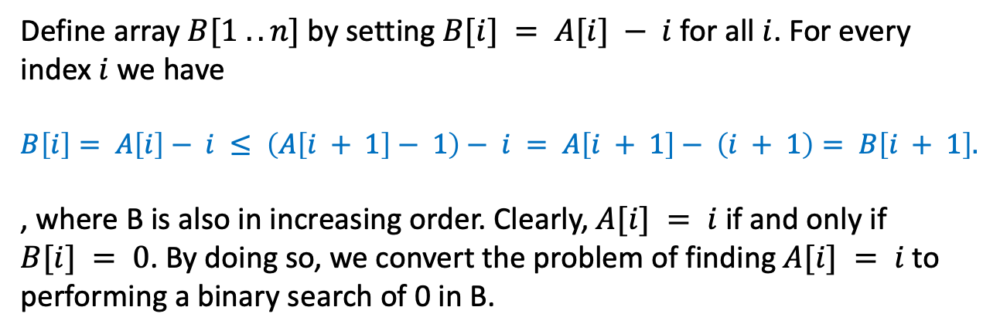 Define array B[1 .. n] by setting B[i] = A[i] − i for all i. For every
index i we have
B[i] = A[i] − i ≤ (A[i + 1] − 1) − i = A[i + 1] − (i + 1) = B[i + 1].
, where B is also in increasing order. Clearly, A[i] = i if and only if
B[i] = 0. By doing so, we convert the problem of finding A[i] = i to
performing a binary search of 0 in B.